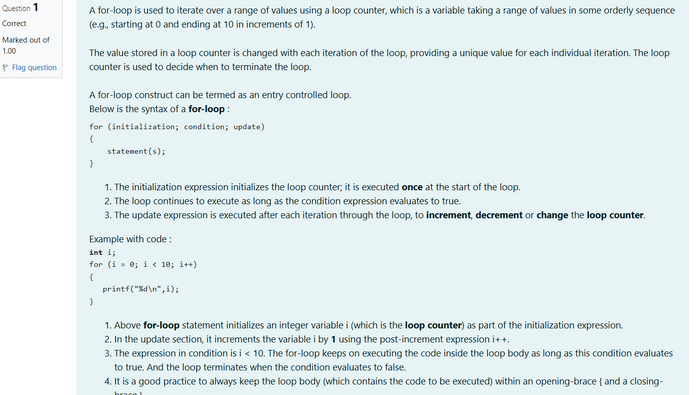 Question 1
Correct
Marked out of
1.00
Flag question
A for-loop is used to iterate over a range of values using a loop counter, which is a variable taking a range of values in some orderly sequence
(e.g., starting at 0 and ending at 10 in increments of 1).
The value stored in a loop counter is changed with each iteration of the loop, providing a unique value for each individual iteration. The loop
counter is used to decide when to terminate the loop.
A for-loop construct can be termed as an entry controlled loop.
Below is the syntax of a for-loop :
for (initialization; condition; update)
{
statement(s);
}
1. The initialization expression initializes the loop counter; it is executed once at the start of the loop.
2. The loop continues to execute as long as the condition expression evaluates to true.
3. The update expression is executed after each iteration through the loop, to increment, decrement or change the loop counter.
Example with code :
int i;
for (i = 0; i < 10; i++)
{
printf("%d\n",i);
}
1. Above for-loop statement initializes an integer variable i (which is the loop counter) as part of the initialization expression.
2. In the update section, it increments the variable i by 1 using the post-increment expression i++.
3. The expression in condition is i < 10. The for-loop keeps on executing the code inside the loop body as long as this condition evaluates
to true. And the loop terminates when the condition evaluates to false.
4. It is a good practice to always keep the loop body (which contains the code to be executed) within an opening-brace { and a closing-
brace }